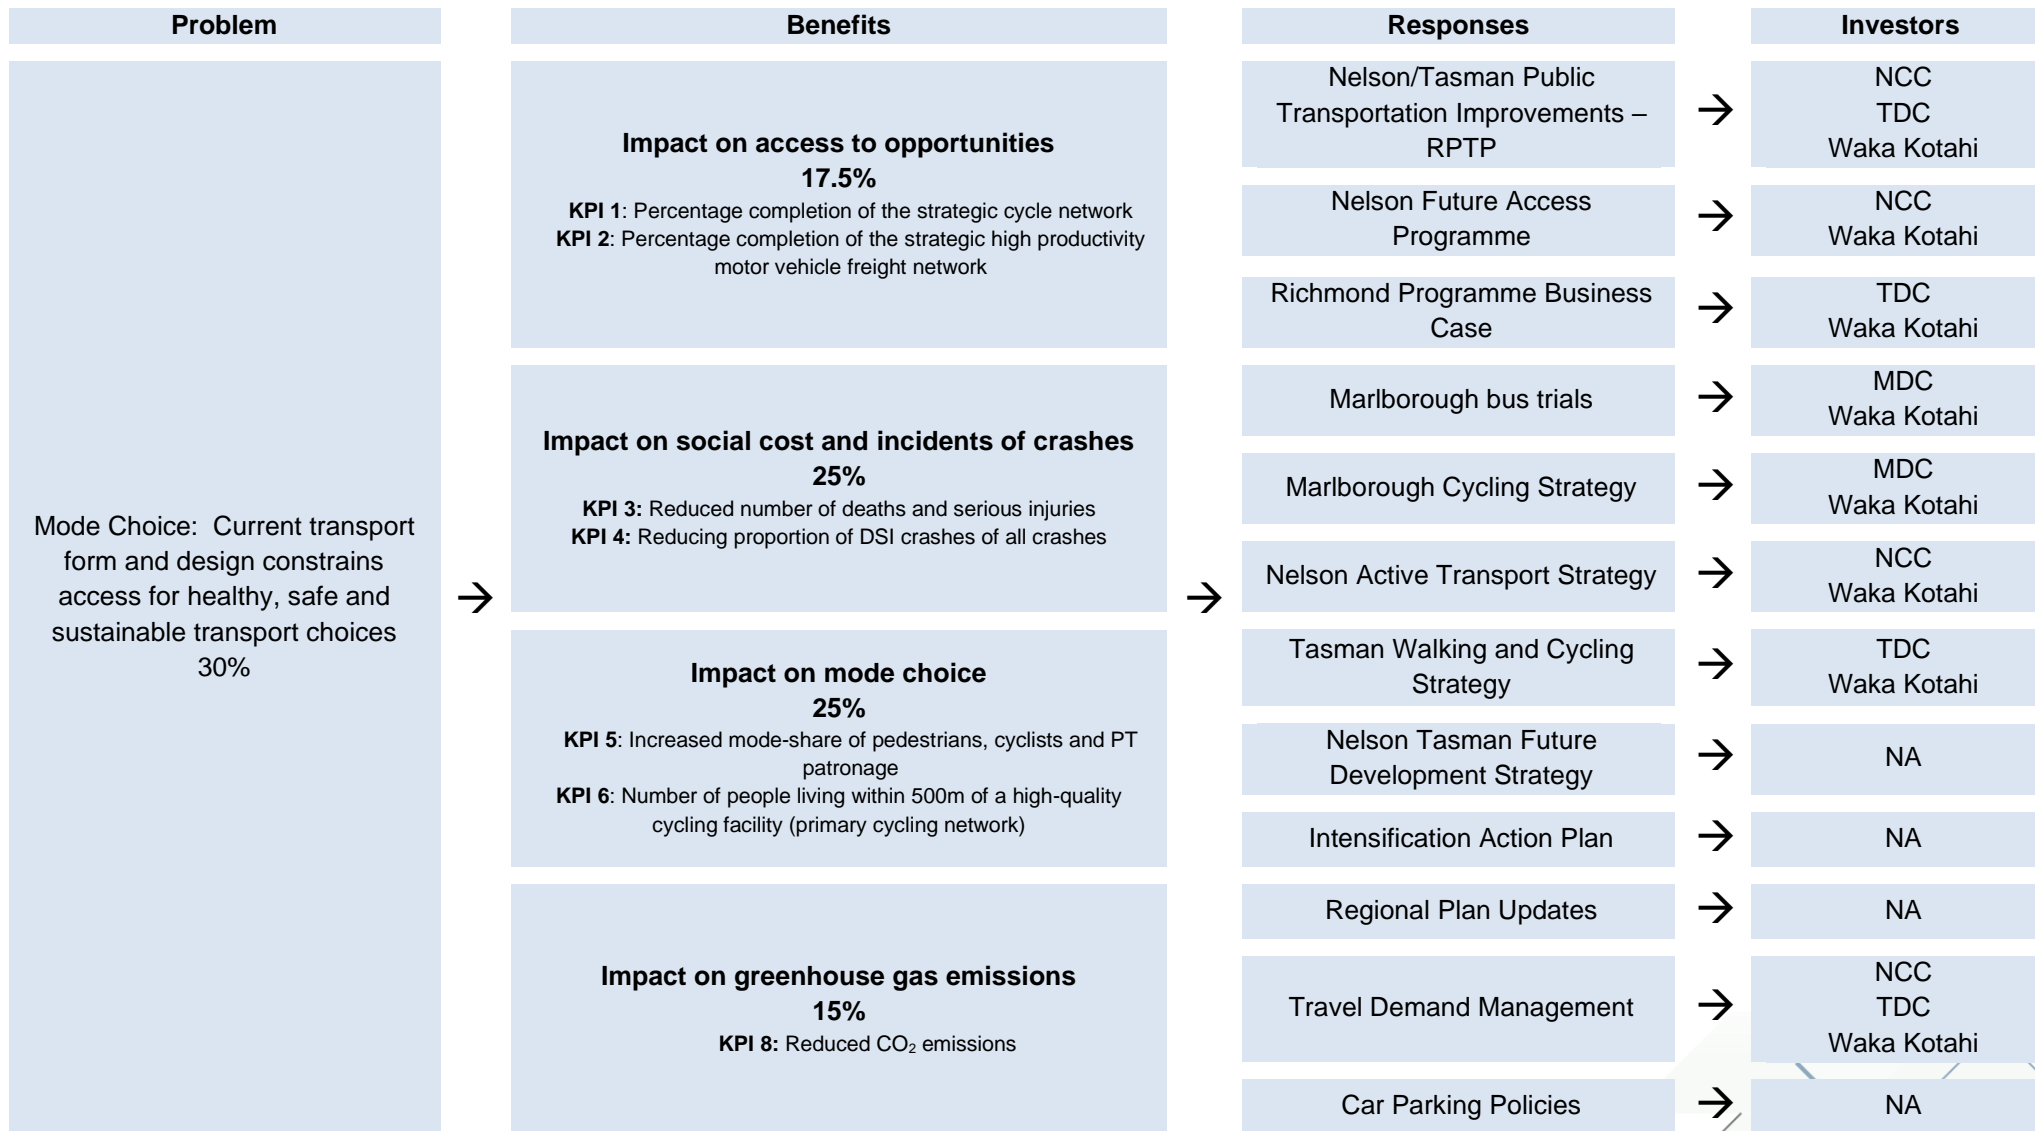 Problem
Benefits
Responses
Investors
Mode Choice:  Current transport
form and design constrains
access for healthy, safe and
sustainable transport choices
30%
→
Impact on access to opportunities
17.5%
KPI 1: Percentage completion of the strategic cycle network
KPI 2: Percentage completion of the strategic high productivity
motor vehicle freight network
Impact on social cost and incidents of crashes
25%
KPI 3: Reduced number of deaths and serious injuries
KPI 4: Reducing proportion of DSI crashes of all crashes
Impact on mode choice
25%
KPI 5: Increased mode-share of pedestrians, cyclists and PT
patronage
KPI 6: Number of people living within 500m of a high-quality
cycling facility (primary cycling network)
Impact on greenhouse gas emissions
15%
KPI 8: Reduced CO₂ emissions
→
Nelson/Tasman Public
Transportation Improvements –
RPTP
→
NCC
TDC
Waka Kotahi
Nelson Future Access
Programme
→
NCC
Waka Kotahi
Richmond Programme Business
Case
→
TDC
Waka Kotahi
Marlborough bus trials
→
MDC
Waka Kotahi
Marlborough Cycling Strategy
→
MDC
Waka Kotahi
Nelson Active Transport Strategy
→
NCC
Waka Kotahi
Tasman Walking and Cycling
Strategy
→
TDC
Waka Kotahi
Nelson Tasman Future
Development Strategy
→
NA
Intensification Action Plan
→
NA
Regional Plan Updates
→
NA
Travel Demand Management
→
NCC
TDC
Waka Kotahi
Car Parking Policies
→
NA